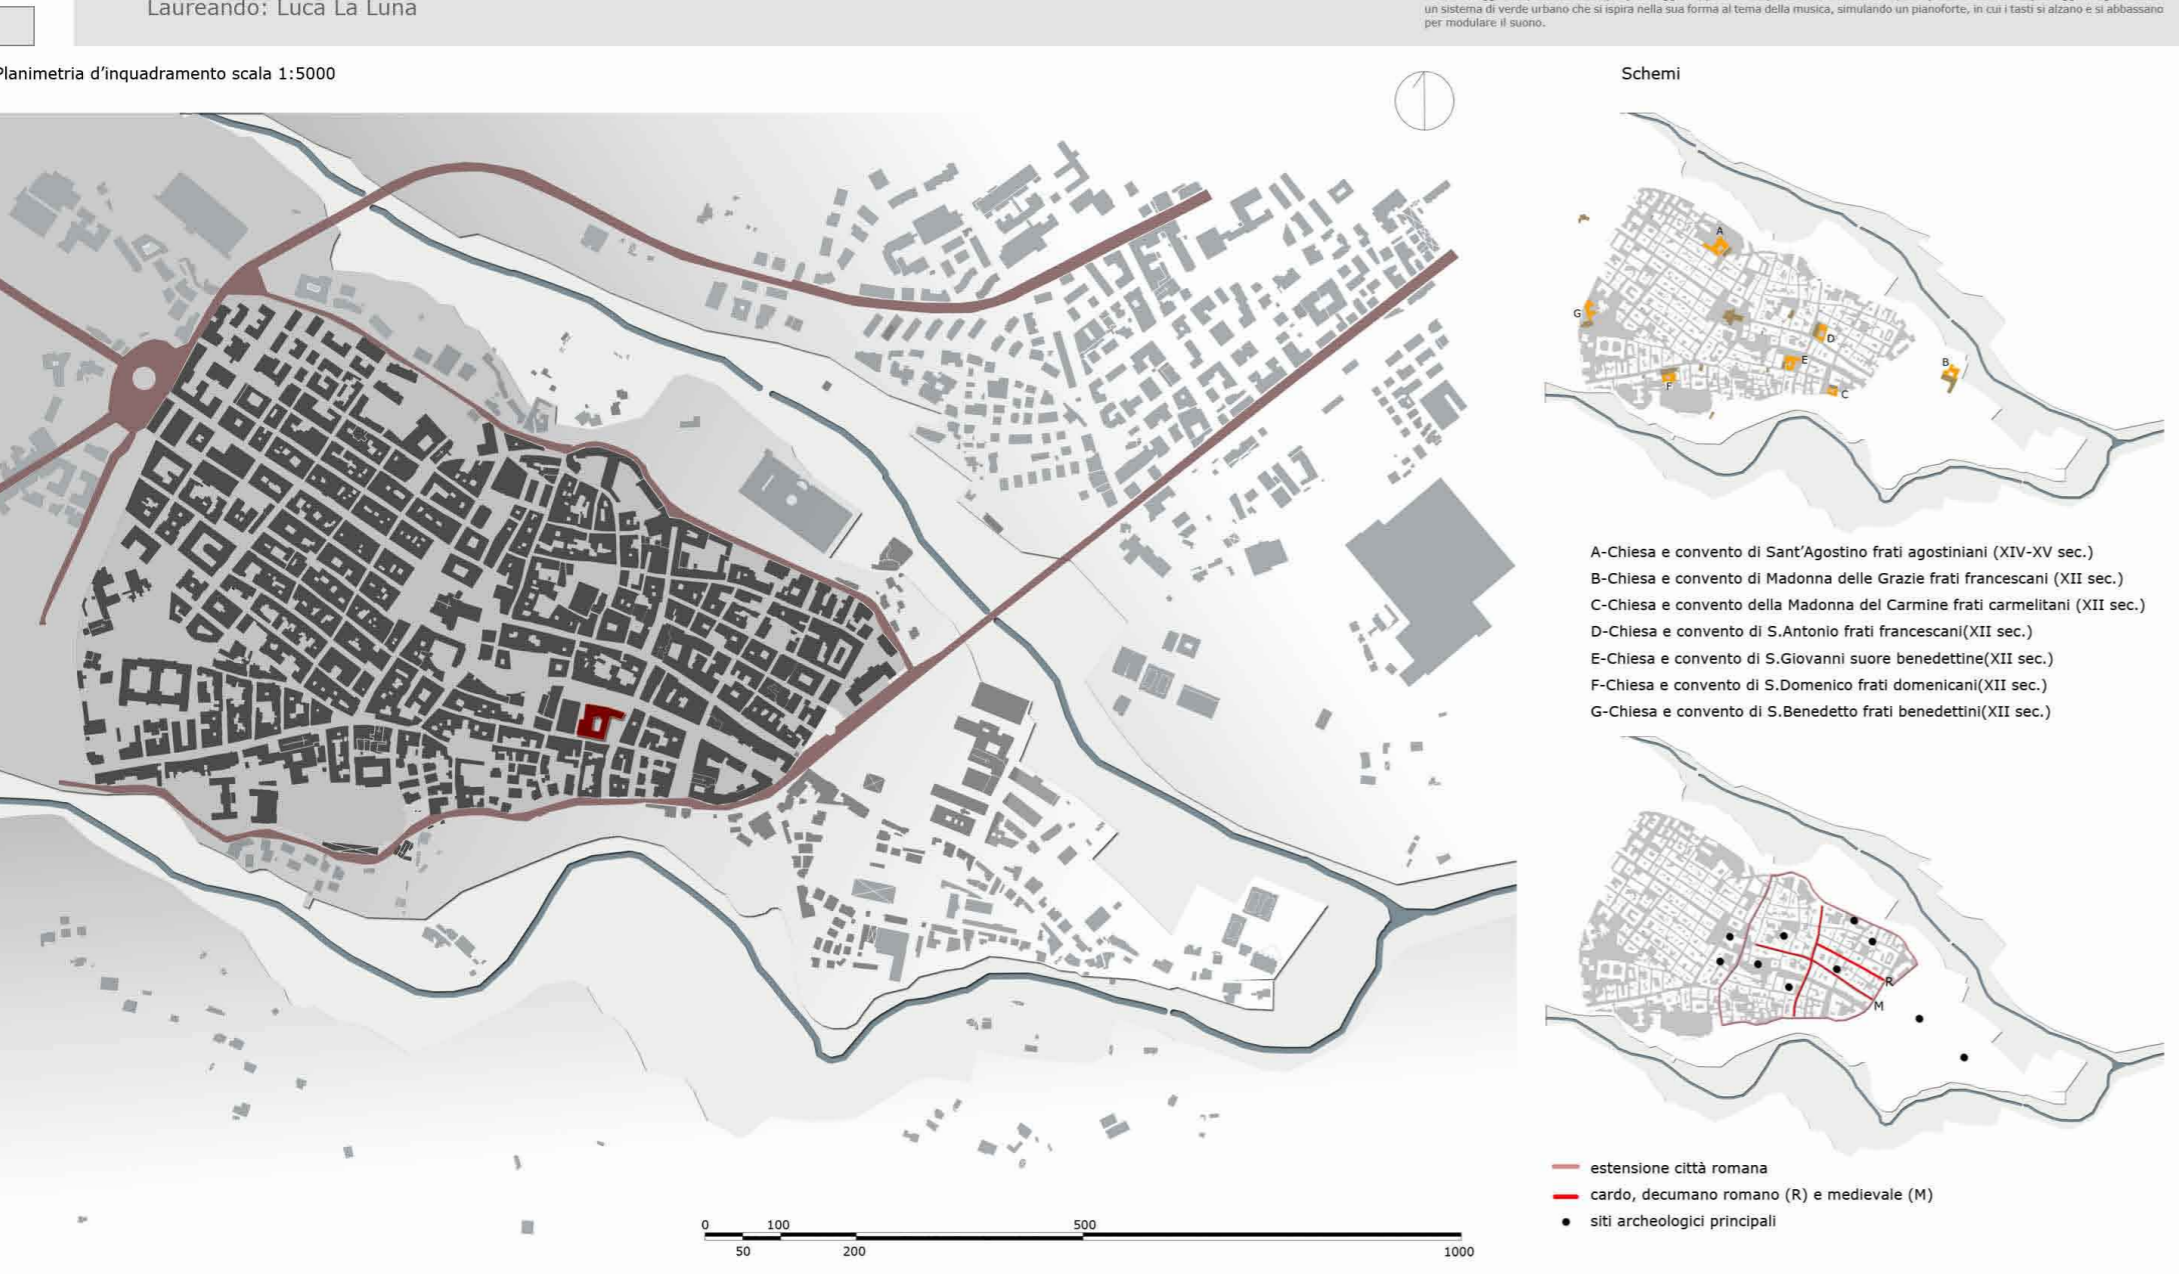 Laureando: Luca La Luna
un sistema di verde urbano che si ispira nella sua forma al tema della musica, simulando un pianoforte, in cui i tasti si alzano e si abbassano
per modulare il suono.
Planimetria d'inquadramento scala 1:5000
Schemi
A
G
D
E
B
F
C
A-Chiesa e convento di Sant'Agostino frati agostiniani (XIV-XV sec.)
B-Chiesa e convento di Madonna delle Grazie frati francescani (XII sec.)
C-Chiesa e convento della Madonna del Carmine frati carmelitani (XII sec.)
D-Chiesa e convento di S.Antonio frati francescani(XII sec.)
E-Chiesa e convento di S.Giovanni suore benedettine(XII sec.)
F-Chiesa e convento di S.Domenico frati domenicani(XII sec.)
G-Chiesa e convento di S.Benedetto frati benedettini(XII sec.)
R
M
estensione città romana
cardo, decumano romano (R) e medievale (M)
siti archeologici principali
0 100 500
50 200 1000